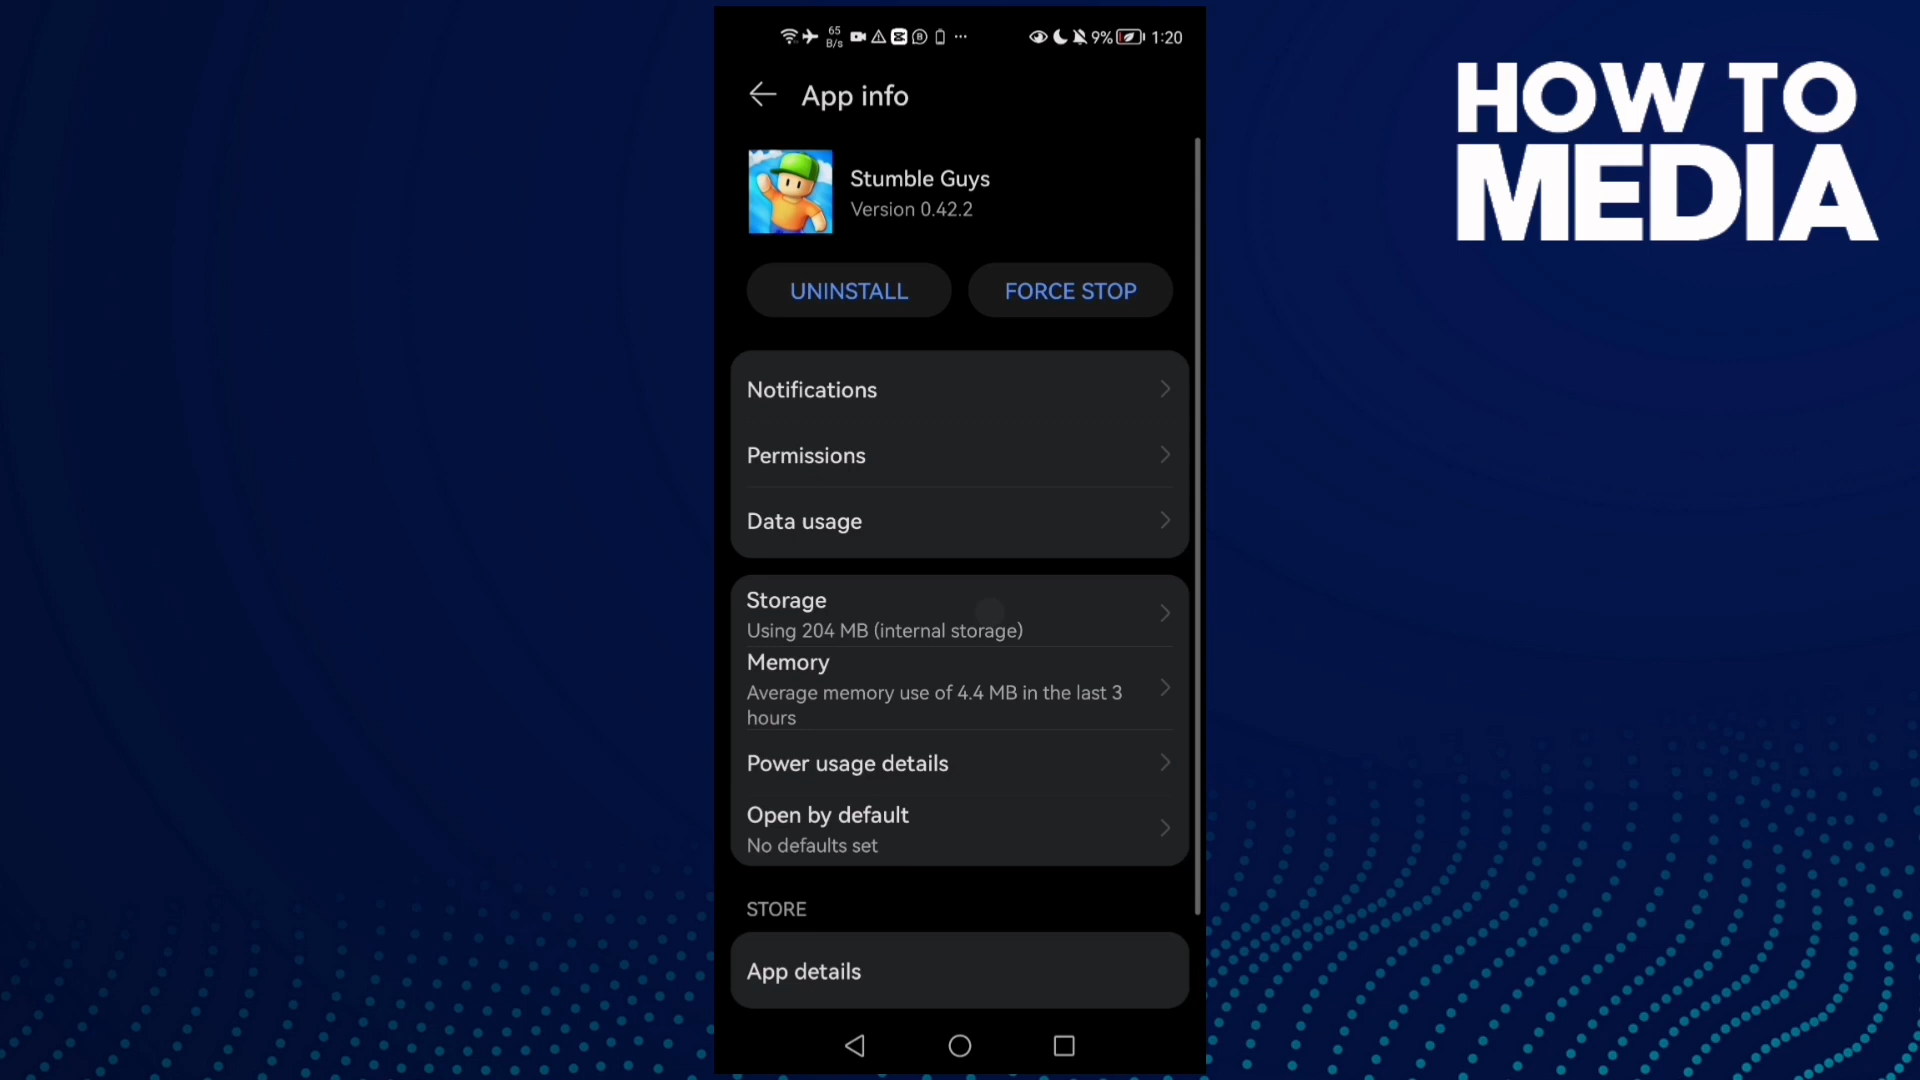 65
B/s
9%
1:20
App info
HOW TO
MEDIA
Stumble Guys
Version 0.42.2
UNINSTALL
FORCE STOP
Notifications
Permissions
Data usage
Storage
Using 204 MB (internal storage)
Memory
Average memory use of 4.4 MB in the last 3
hours
Power usage details
Open by default
No defaults set
STORE
App details